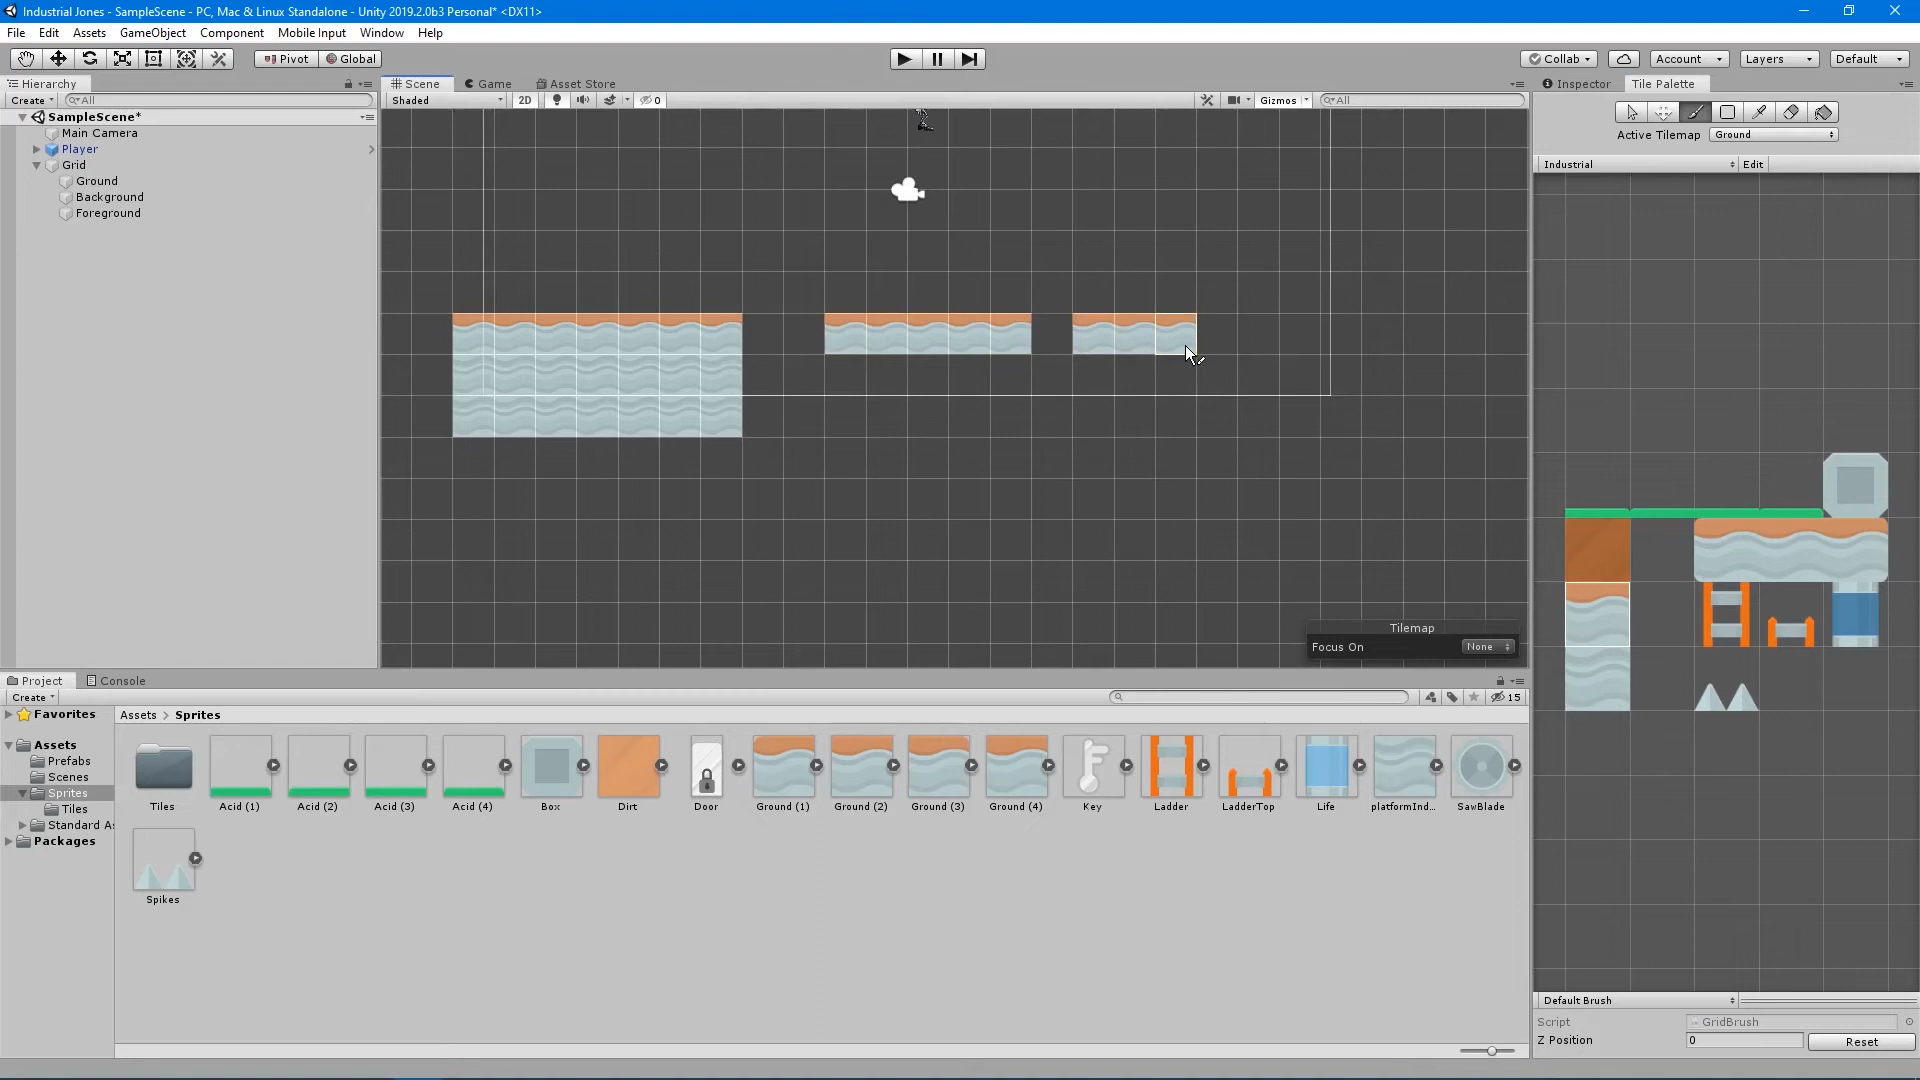 Industrial Jones - SampleScene - PC, Mac & Linux Standalone - Unity 2019.2.0b3 Personal* <DX11>
File Edit Assets GameObject Component Mobile Input Window Help
Pivot Global Collab Account Layers Default
Hierarchy Scene Game Asset Store Inspector Tile Palette
Create All Shaded 2D 0 Gizmos All
SampleScene*
Main Camera
Player
Grid
Ground
Background
Foreground
Active Tilemap Ground
Industrial Edit
Tilemap
Focus On None
Project Console
Create 15
Favorites
Assets
Prefabs
Scenes
Sprites
Tiles
Standard A
Packages
Assets > Sprites
Tiles Acid (1) Acid (2) Acid (3) Acid (4) Box Dirt Door Ground (1) Ground (2) Ground (3) Ground (4) Key Ladder LadderTop Life platformInd... SawBlade
Spikes
Default Brush
Script GridBrush
Z Position 0 Reset